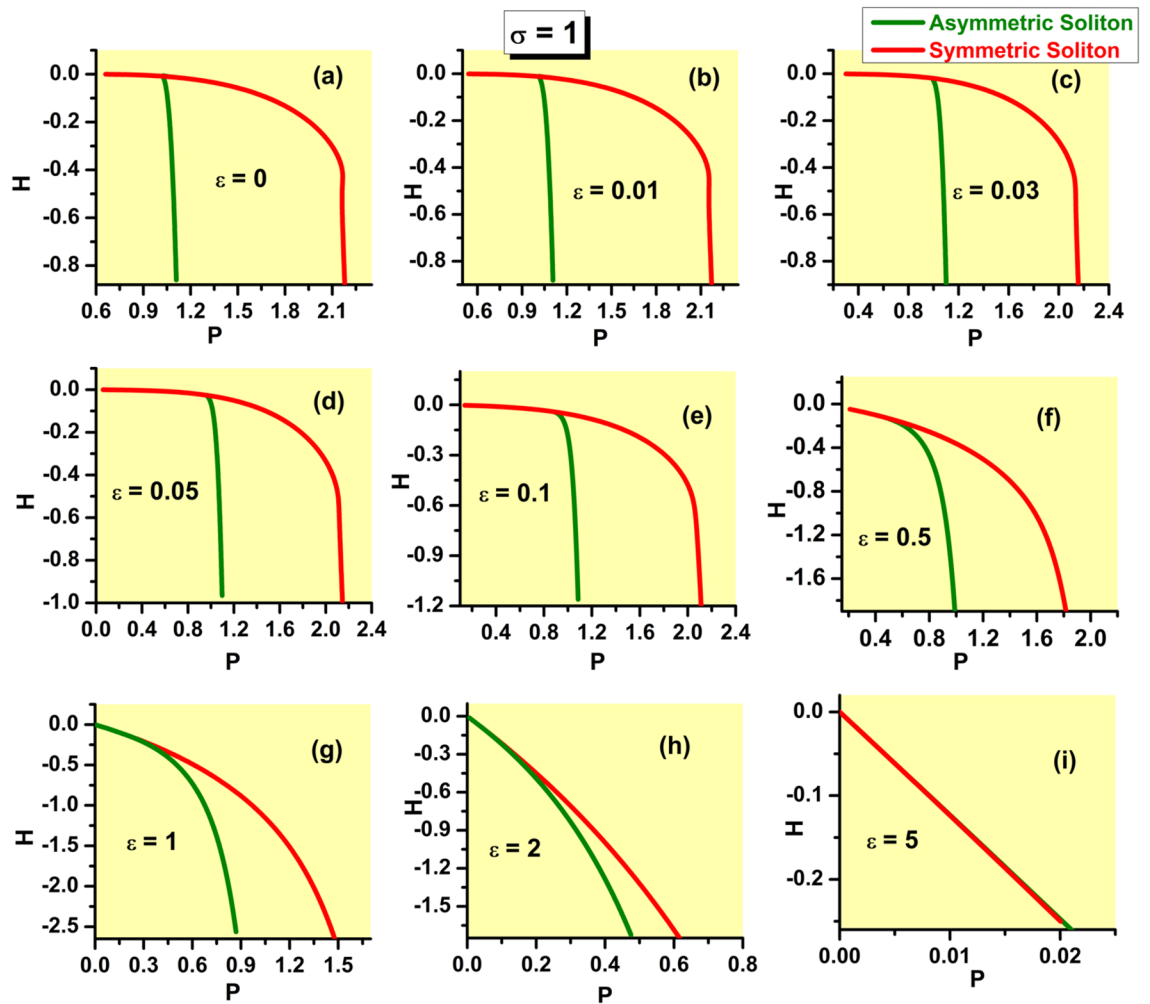 σ = 1
Asymmetric Soliton
Symmetric Soliton
(a)
ε = 0
H
0.0
-0.2
-0.4
-0.6
-0.8
0.6 0.9 1.2 1.5 1.8 2.1
P
(b)
ε = 0.01
H
0.0
-0.2
-0.4
-0.6
-0.8
0.6 0.9 1.2 1.5 1.8 2.1
P
(c)
ε = 0.03
H
0.0
-0.2
-0.4
-0.6
-0.8
0.4 0.8 1.2 1.6 2.0 2.4
P
(d)
ε = 0.05
H
0.0
-0.2
-0.4
-0.6
-0.8
-1.0
0.0 0.4 0.8 1.2 1.6 2.0 2.4
P
(e)
ε = 0.1
H
0.0
-0.3
-0.6
-0.9
-1.2
0.4 0.8 1.2 1.6 2.0 2.4
P
(f)
ε = 0.5
H
0.0
-0.4
-0.8
-1.2
-1.6
0.4 0.8 1.2 1.6 2.0
P
(g)
ε = 1
H
0.0
-0.5
-1.0
-1.5
-2.0
-2.5
0.0 0.3 0.6 0.9 1.2 1.5
P
(h)
ε = 2
H
0.0
-0.3
-0.6
-0.9
-1.2
-1.5
0.0 0.2 0.4 0.6 0.8
P
(i)
ε = 5
H
0.0
-0.1
-0.2
0.00 0.01 0.02
P